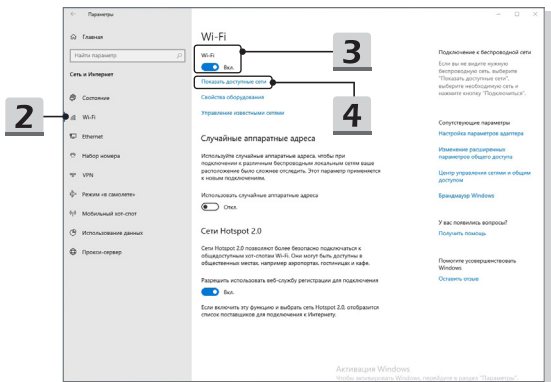 Параметры
Главная
Найти параметр
Сеть и Интернет
Состояние
2
Wi-Fi
Ethernet
Набор номера
VPN
Режим «в самолете»
Мобильный хот-спот
Использование данных
Прокси-сервер
Wi-Fi
Wi-Fi
Вкл.
3
Показать доступные сети
4
Свойства оборудования
Управление известными сетями
Случайные аппаратные адреса
Используйте случайные аппаратные адреса, чтобы при
подключении к различным беспроводным локальным сетям ваше
расположение было сложнее отследить. Этот параметр применяется
к новым подключениям.
Использовать случайные аппаратные адреса
Откл.
Сети Hotspot 2.0
Сети Hotspot 2.0 позволяют более безопасно подключаться к
общедоступным хот-спотам Wi-Fi. Они могут быть доступны в
общественных местах, например аэропортах, гостиницах и кафе.
Разрешить использовать веб-службу регистрации для подключения
Вкл.
Если включить эту функцию и выбрать сеть Hotspot 2.0, отобразится
список поставщиков для подключения к Интернету.
Подключение к беспроводной сети
Если вы не видите нужную
беспроводную сеть, выберите
"Показать доступные сети",
выберите необходимую сеть и
нажмите кнопку "Подключиться".
Сопутствующие параметры
Настройка параметров адаптера
Изменение расширенных
параметров общего доступа
Центр управления сетями и общим
доступом
Брандмауэр Windows
У вас появились вопросы?
Получить помощь
Помогите усовершенствовать
Windows
Оставить отзыв
Активация Windows
Чтобы активировать Windows, перейдите в раздел "Параметры".